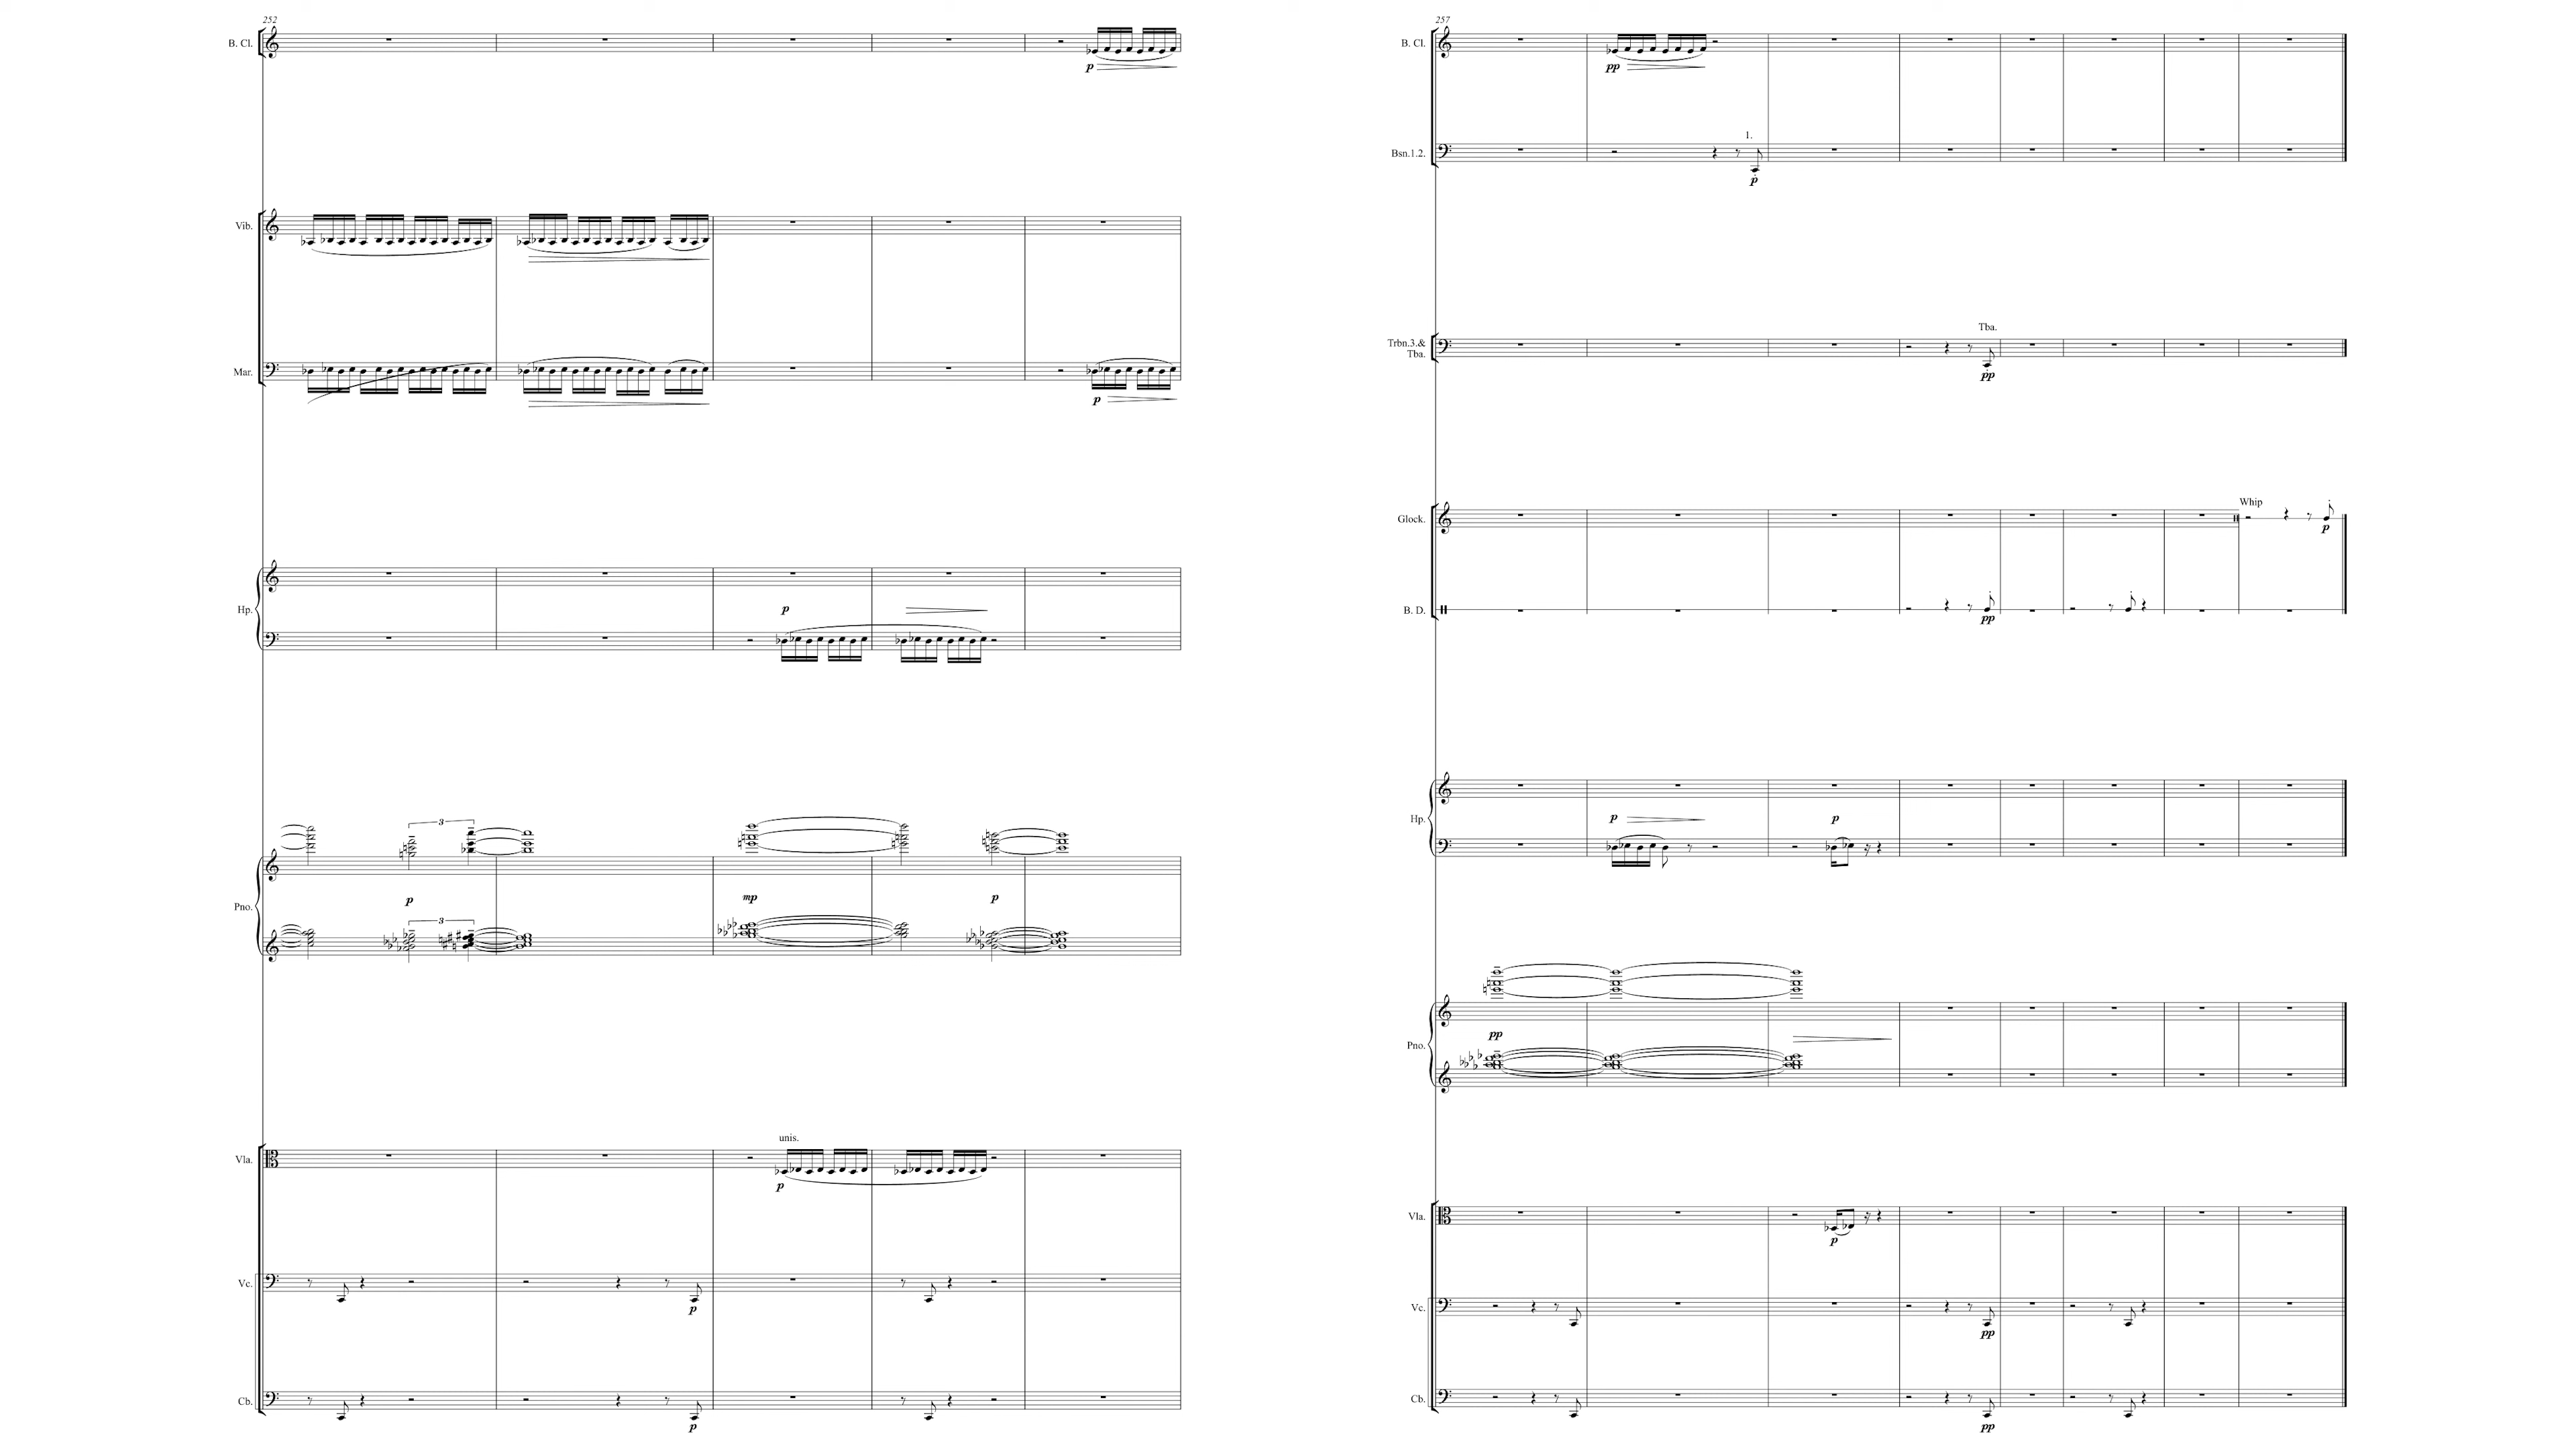 252
B. Cl.
p
Vib.
Mar.
p
Hp.
p
3
Pno.
p
mp
p
3
unis.
Vla.
p
Vc.
p
Cb.
p
257
B. Cl.
pp
1.
Bsn.1.2.
p
Tba.
Trbn.3.&
Tba.
pp
Whip
Glock.
p
B. D.
pp
Hp.
p
p
Pno.
pp
Vla.
p
Vc.
pp
Cb.
pp